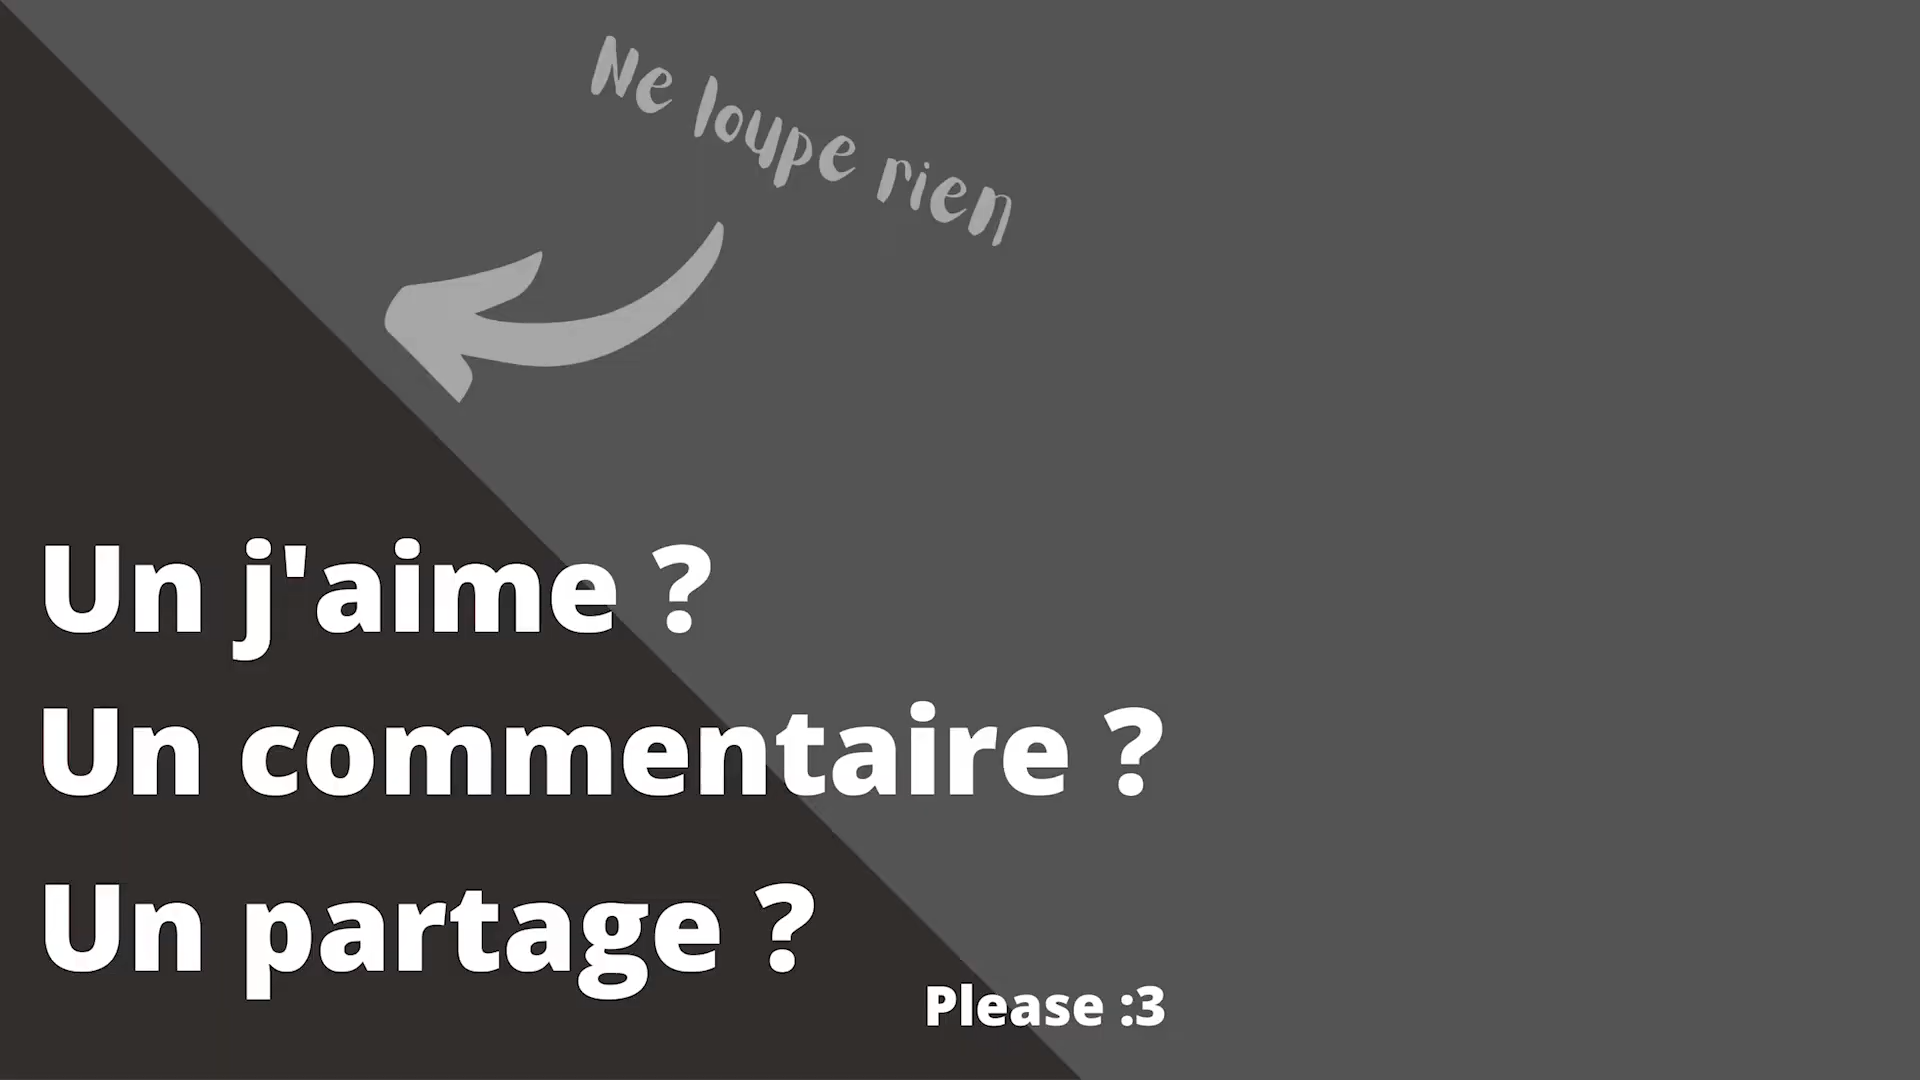 Ne loupe rien
Un j'aime ?
Un commentaire ?
Un partage ?
Please :3